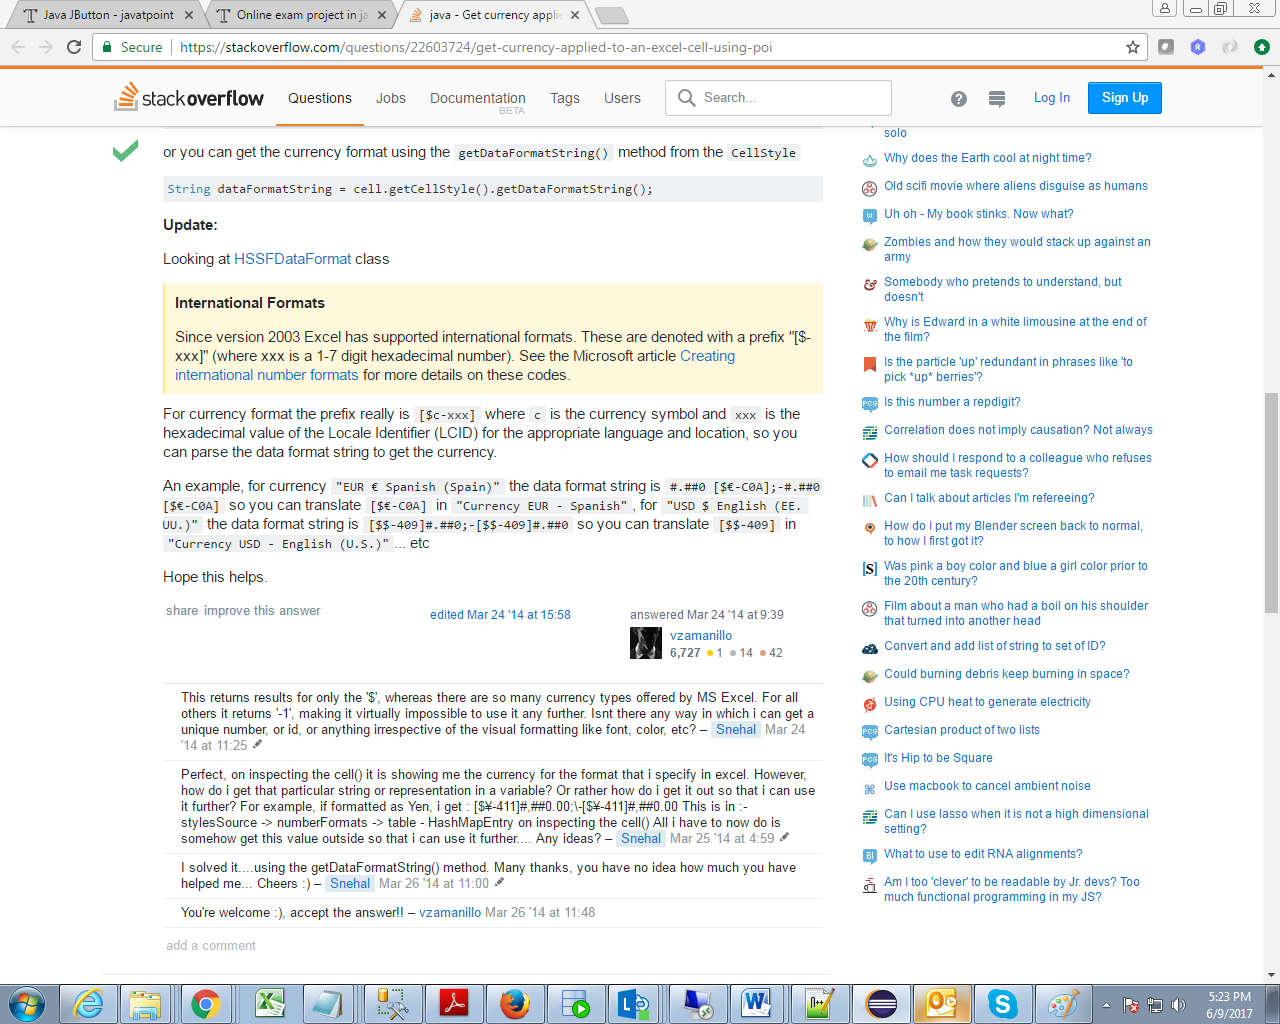 Java JButton - javatpoint
Online exam project in ja
java - Get currency applie
Secure
https://stackoverflow.com/questions/22603724/get-currency-applied-to-an-excel-cell-using-poi
stackoverflow
Questions
Jobs
Documentation
BETA
Tags
Users
Search...
Log In
Sign Up
or you can get the currency format using the getDataFormatString() method from the CellStyle
String dataFormatString = cell.getCellStyle().getDataFormatString();
Update:
Looking at HSSFDataFormat class
International Formats
Since version 2003 Excel has supported international formats. These are denoted with a prefix "[$-
xxx]" (where xxx is a 1-7 digit hexadecimal number). See the Microsoft article Creating
international number formats for more details on these codes.
For currency format the prefix really is [$c-xxx] where c is the currency symbol and xxx is the
hexadecimal value of the Locale Identifier (LCID) for the appropriate language and location, so you
can parse the data format string to get the currency.
An example, for currency "EUR € Spanish (Spain)" the data format string is #.##0 [$€-C0A];-#.##0
[$€-C0A] so you can translate [$€-C0A] in "Currency EUR - Spanish", for "USD $ English (EE.
UU.)" the data format string is [$$-409]#.##0;-[$$-409]#.##0 so you can translate [$$-409] in
"Currency USD - English (U.S.)"... etc
Hope this helps.
share improve this answer
edited Mar 24 '14 at 15:58
answered Mar 24 '14 at 9:39
vzamanillo
6,727 1 14 42
This returns results for only the '$', whereas there are so many currency types offered by MS Excel. For all
others it returns '-1', making it virtually impossible to use it any further. Isnt there any way in which i can get a
unique number, or id, or anything irrespective of the visual formatting like font, color, etc? – Snehal Mar 24
'14 at 11:25
Perfect, on inspecting the cell() it is showing me the currency for the format that i specify in excel. However,
how do i get that particular string or representation in a variable? Or rather how do i get it out so that i can use
it further? For example, if formatted as Yen, i get : [$¥-411]#,##0.00;\-[$¥-411]#,##0.00 This is in :-
stylesSource -> numberFormats -> table - HashMapEntry on inspecting the cell() All i have to now do is
somehow get this value outside so that i can use it further.... Any ideas? – Snehal Mar 25 '14 at 4:59
I solved it....using the getDataFormatString() method. Many thanks, you have no idea how much you have
helped me... Cheers :) – Snehal Mar 26 '14 at 11:00
You're welcome :), accept the answer!! – vzamanillo Mar 26 '14 at 11:48
add a comment
solo
Why does the Earth cool at night time?
Old scifi movie where aliens disguise as humans
Uh oh - My book stinks. Now what?
Zombies and how they would stack up against an
army
Somebody who pretends to understand, but
doesn't
Why is Edward in a white limousine at the end of
the film?
Is the particle 'up' redundant in phrases like 'to
pick *up* berries'?
Is this number a repdigit?
Correlation does not imply causation? Not always
How should I respond to a colleague who refuses
to email me task requests?
Can I talk about articles I'm refereeing?
How do I put my Blender screen back to normal,
to how I first got it?
Was pink a boy color and blue a girl color prior to
the 20th century?
Film about a man who had a boil on his shoulder
that turned into another head
Convert and add list of string to set of ID?
Could burning debris keep burning in space?
Using CPU heat to generate electricity
Cartesian product of two lists
It's Hip to be Square
Use macbook to cancel ambient noise
Can I use lasso when it is not a high dimensional
setting?
What to use to edit RNA alignments?
Am I too 'clever' to be readable by Jr. devs? Too
much functional programming in my JS?
5:23 PM
6/9/2017